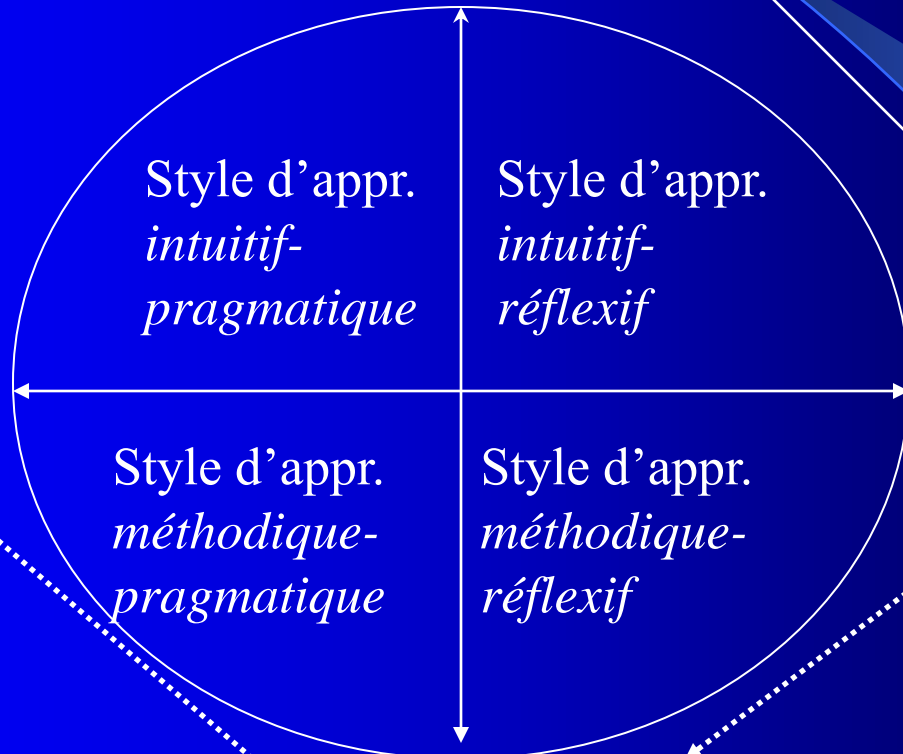 Style d’appr.
intuitif-
pragmatique
Style d’appr.
intuitif-
réflexif
Style d’appr.
méthodique-
pragmatique
Style d’appr.
méthodique-
réflexif